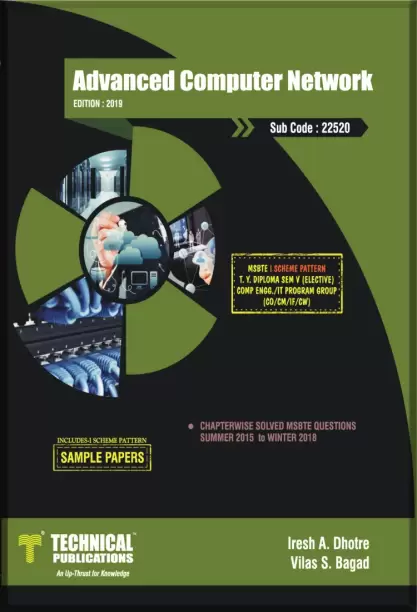 Advanced Computer Network
EDITION : 2019
Sub Code : 22520
MSBTE I SCHEME PATTERN
T. Y. DIPLOMA SEM V (ELECTIVE)
COMP ENGG./IT PROGRAM GROUP
(CO/CM/IF/CW)
CHAPTERWISE SOLVED MSBTE QUESTIONS
SUMMER 2015 to WINTER 2018
INCLUDES-I SCHEME PATTERN
SAMPLE PAPERS
TECHNICAL
PUBLICATIONS
An Up-Thrust for Knowledge
Iresh A. Dhotre
Vilas S. Bagad